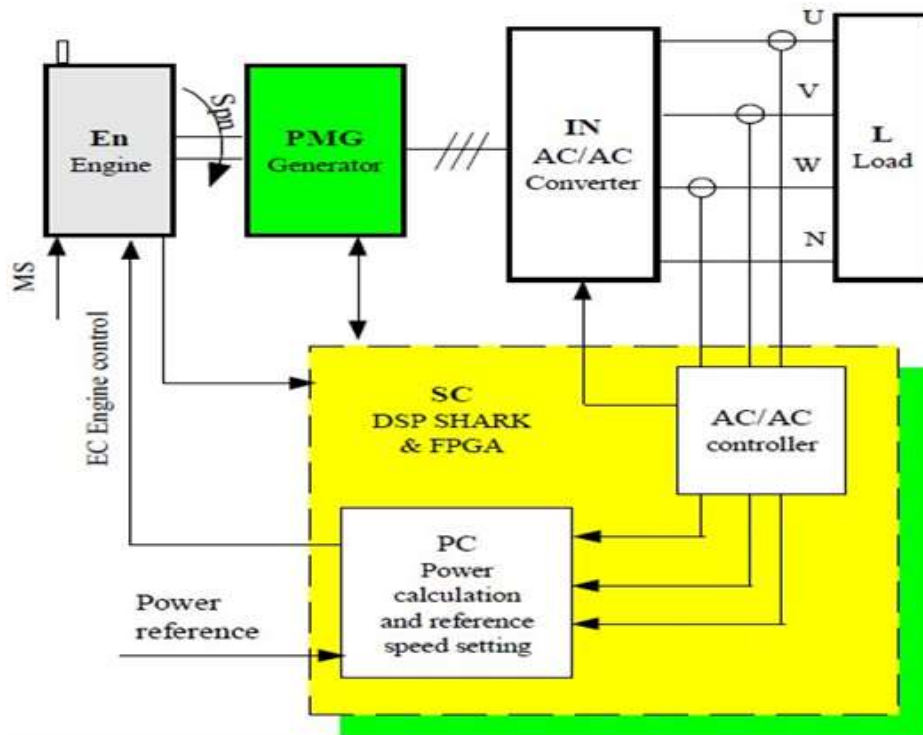 En
Engine
Spn
PMG
Generator
IN
AC/AC
Converter
U
V
W
N
L
Load
MS
EC Engine control
SC
DSP SHARK
& FPGA
AC/AC
controller
PC
Power
calculation
and reference
speed setting
Power
reference